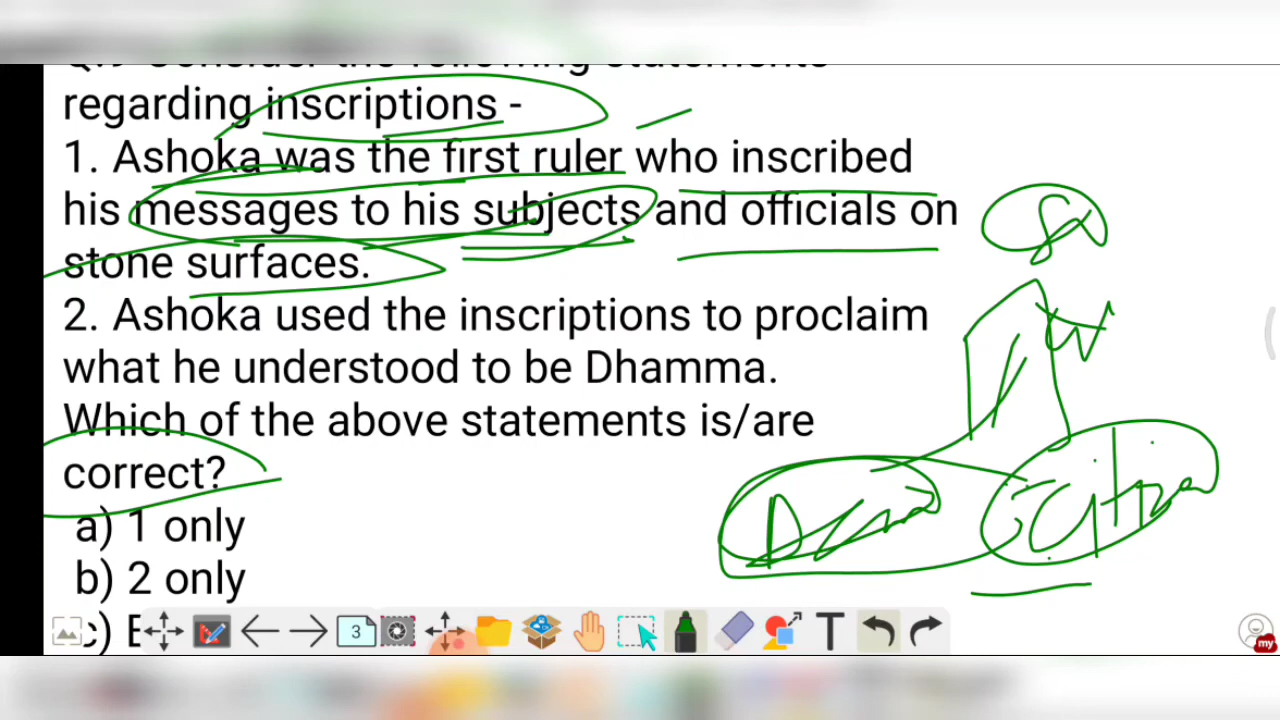 regarding inscriptions -
1. Ashoka was the first ruler who inscribed
his messages to his subjects and officials on
stone surfaces.
2. Ashoka used the inscriptions to proclaim
what he understood to be Dhamma.
Which of the above statements is/are
correct?
a) 1 only
b) 2 only
c)
3
T
my